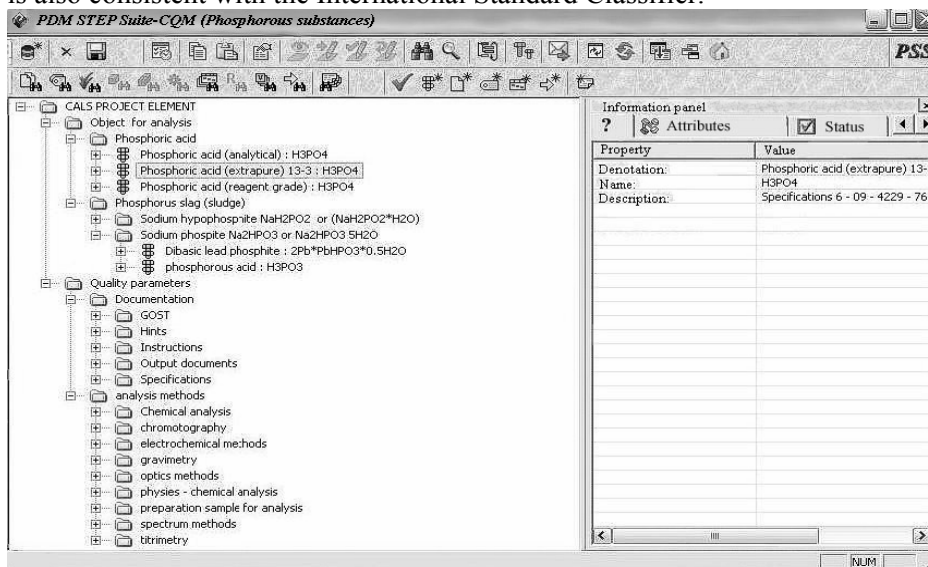 is also consistent with the International Standard Classifier.
PDM STEP Suite-CQM (Phosphorous substances)
PSS
CALS PROJECT ELEMENT
Object for analysis
Phosphoric acid
Phosphoric acid (analytical) : H3PO4
Phosphoric acid (extrapure) 13-3 : H3PO4
Phosphoric acid (reagent grade) : H3PO4
Phosphorus slag (sludge)
Sodium hypophosphite NaH2PO2 or (NaH2PO2*H2O)
Sodium phospite Na2HPO3 or Na2HPO3 5H2O
Dibasic lead phosphite : 2Pb*PbHPO3*0.5H2O
phosphorous acid : H3PO3
Quality parameters
Documentation
GOST
Hints
Instructions
Output documents
Specifications
analysis methods
Chemical analysis
chromotography
electrochemical methods
gravimetry
optics methods
physies - chemical analysis
preparation sample for analysis
spectrum methods
titrimetry
Information panel
? Attributes Status
Property Value
Denotation: Phosphoric acid (extrapure) 13-
Name: H3PO4
Description: Specifications 6 - 09 - 4229 - 76
NUM